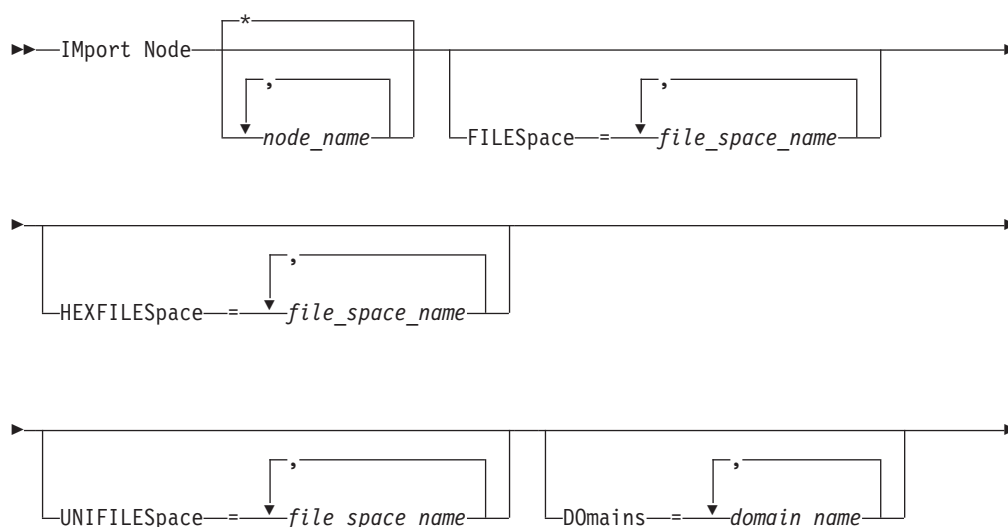 *
IMport Node
,
,
node_name
FILESpace = file_space_name
,
HEXFILESpace = file_space_name
,
,
UNIFILESpace = file_space_name
DOmains = domain_name